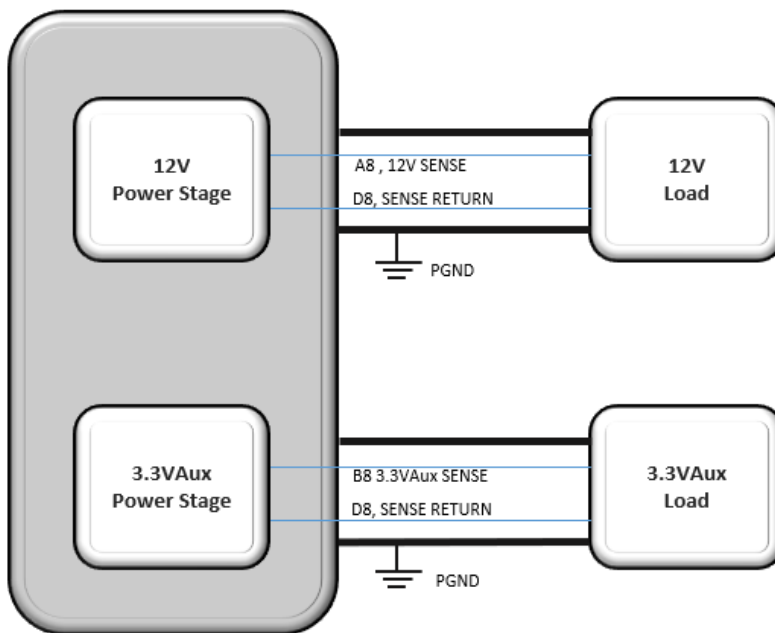 12V
Power Stage
A8 , 12V SENSE
D8, SENSE RETURN
PGND
12V
Load
3.3VAux
Power Stage
B8 3.3VAux SENSE
D8, SENSE RETURN
PGND
3.3VAux
Load